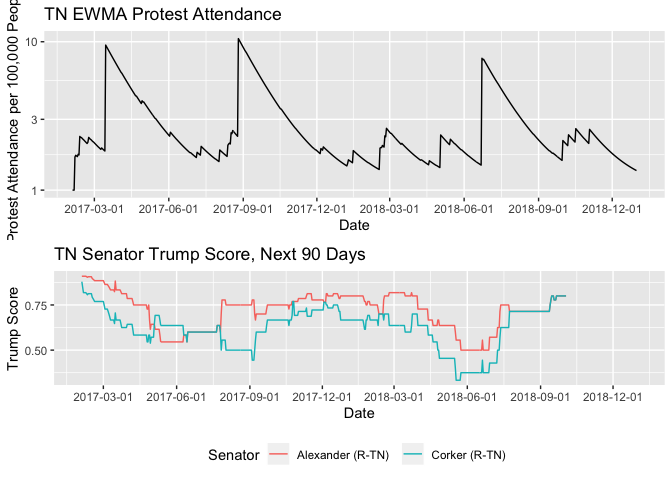 TN EWMA Protest Attendance
Protest Attendance per 100,000
10
3
1
2017-03-01 2017-06-01 2017-09-01 2017-12-01 2018-03-01 2018-06-01 2018-09-01 2018-12-01
Date
TN Senator Trump Score, Next 90 Days
Trump Score
0.75
0.50
2017-03-01 2017-06-01 2017-09-01 2017-12-01 2018-03-01 2018-06-01 2018-09-01 2018-12-01
Date
Senator Alexander (R-TN) Corker (R-TN)